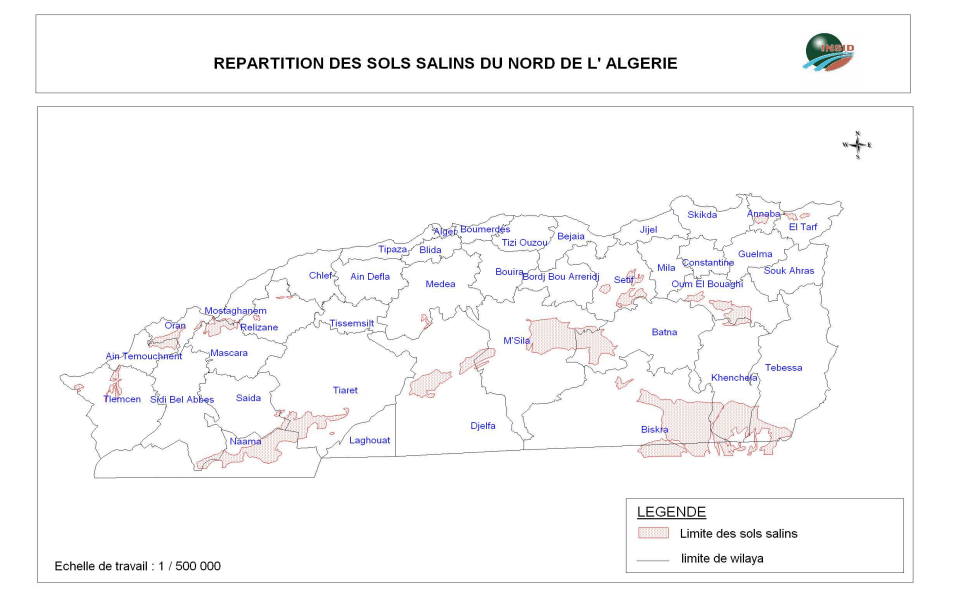 REPARTITION DES SOLS SALINS DU NORD DE L' ALGERIE
INSID
N
W E
S
Skikda
Annaba
El Tarf
Jijel
Alger
Boumerdes
Tizi Ouzou
Bejaia
Tipaza
Blida
Constantine
Guelma
Souk Ahras
Mila
Chlef
Ain Defla
Medea
Bouira
Bordj Bou Arreridj
Setif
Oum El Bouaghi
Mostaghanem
Oran
Relizane
Tissemsilt
M'Sila
Batna
Ain Temouchnent
Mascara
Tebessa
Khenchela
Tlemcen
Sidi Bel Abbes
Saida
Tiaret
Djelfa
Biskra
Naama
Laghouat
LEGENDE
Limite des sols salins
limite de wilaya
Echelle de travail : 1 / 500 000